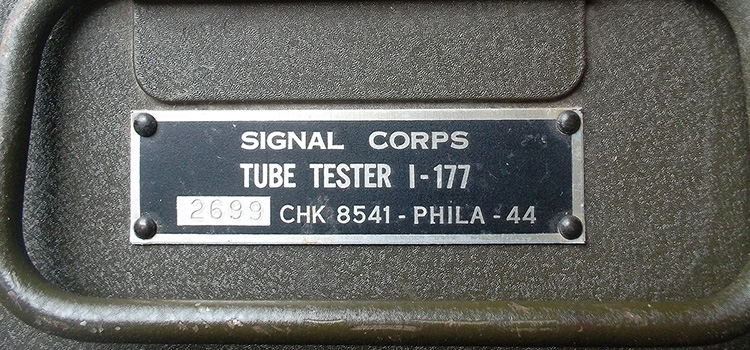 SIGNAL CORPS
TUBE TESTER I-177
2699 CHK 8541-PHILA-44